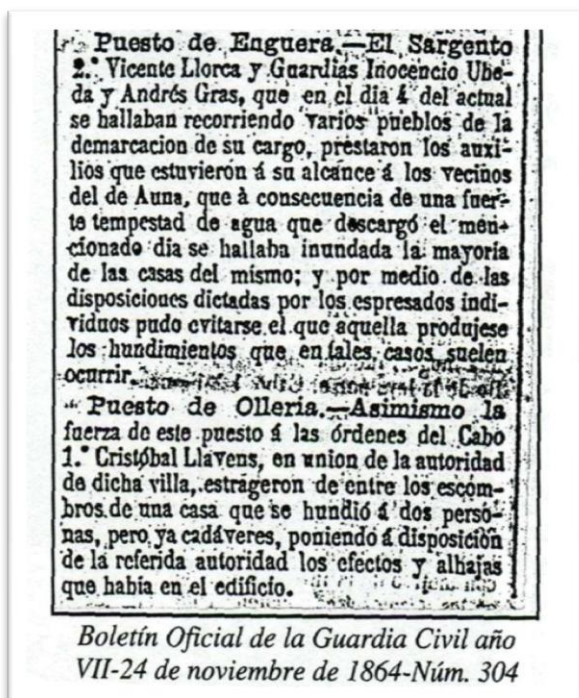 Puesto de Enguera.—El Sargento
2.° Vicente Llorca y Guardias Inocencio Ube-
da y Andrés Gras, que en el dia 4 del actual
se hallaban recorriendo varios pueblos de la
demarcacion de su cargo, prestaron los auxi-
lios que estuvieron á su alcance á los vecinos
del de Auna, que à consecuencia de una fuer-
te tempestad de agua que descargó el men-
cionado dia se hallaba inundada la mayoria
de las casas del mismo; y por medio de las
disposiciones dictadas por los espresados indi-
viduos pudo evitarse el que aquella produjese
los hundimientos que en tales casos suelen
ocurrir.
Puesto de Olleria.—Asimismo la
fuerza de este puesto á las órdenes del Cabo
1.° Cristóbal Llavens, en union de la autoridad
de dicha villa, estrageron de entre los escóm-
bros de una casa que se hundió á dos perso-
nas, pero ya cadáveres, poniendo á disposicion
de la referida autoridad los efectos y alhajas
que habia en el edificio.
Boletín Oficial de la Guardia Civil año
VII-24 de noviembre de 1864-Núm. 304